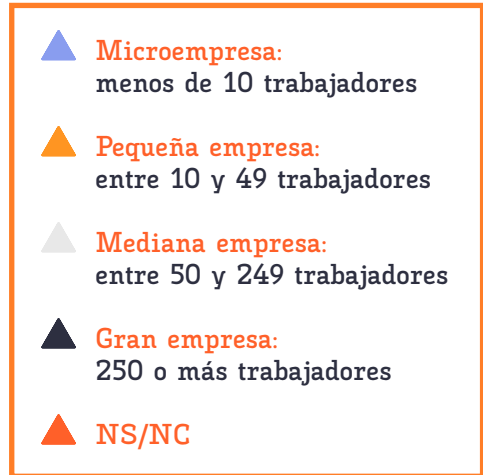 Microempresa:
menos de 10 trabajadores
Pequeña empresa:
entre 10 y 49 trabajadores
Mediana empresa:
entre 50 y 249 trabajadores
Gran empresa:
250 o más trabajadores
NS/NC